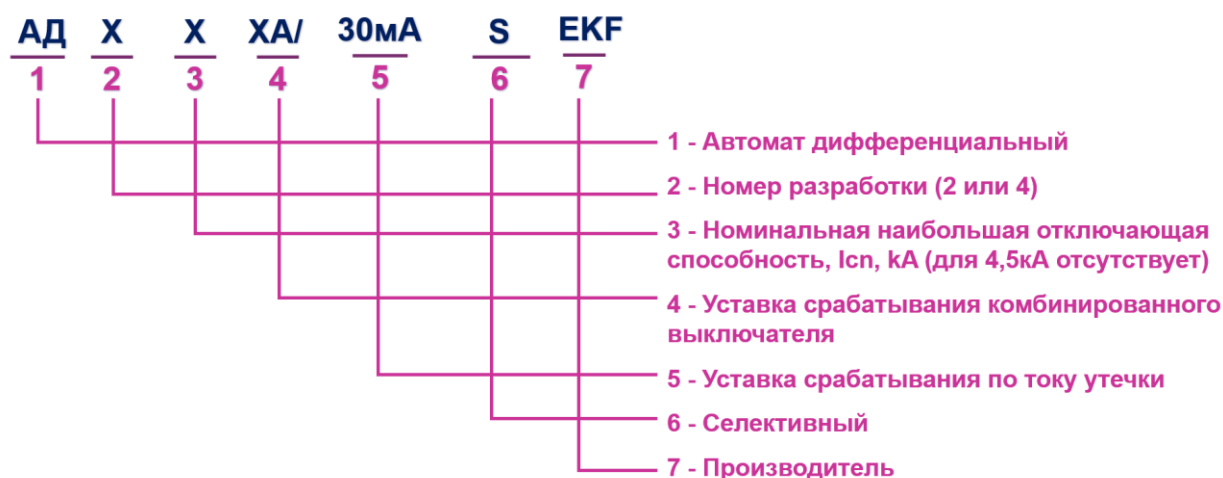 АД X X XA/ 30мА S EKF
1 2 3 4 5 6 7
1 - Автомат дифференциальный
2 - Номер разработки (2 или 4)
3 - Номинальная наибольшая отключающая
способность, Icn, kA (для 4,5кА отсутствует)
4 - Уставка срабатывания комбинированного
выключателя
5 - Уставка срабатывания по току утечки
6 - Селективный
7 - Производитель